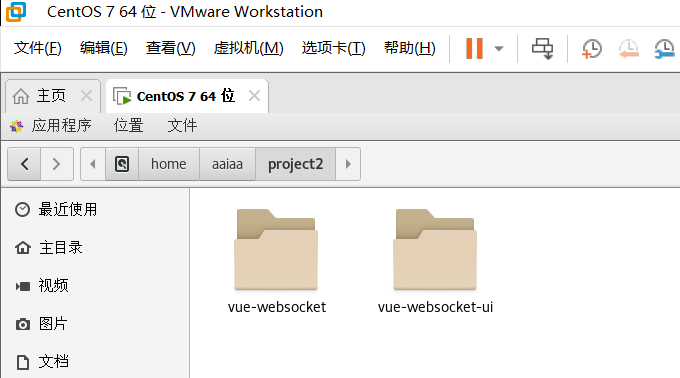 CentOS 7 64 位 - VMware Workstation
文件(F) 编辑(E) 查看(V) 虚拟机(M) 选项卡(T) 帮助(H)
主页 CentOS 7 64 位
应用程序 位置 文件
home aaiaa project2
最近使用
主目录
视频
图片
文档
vue-websocket vue-websocket-ui